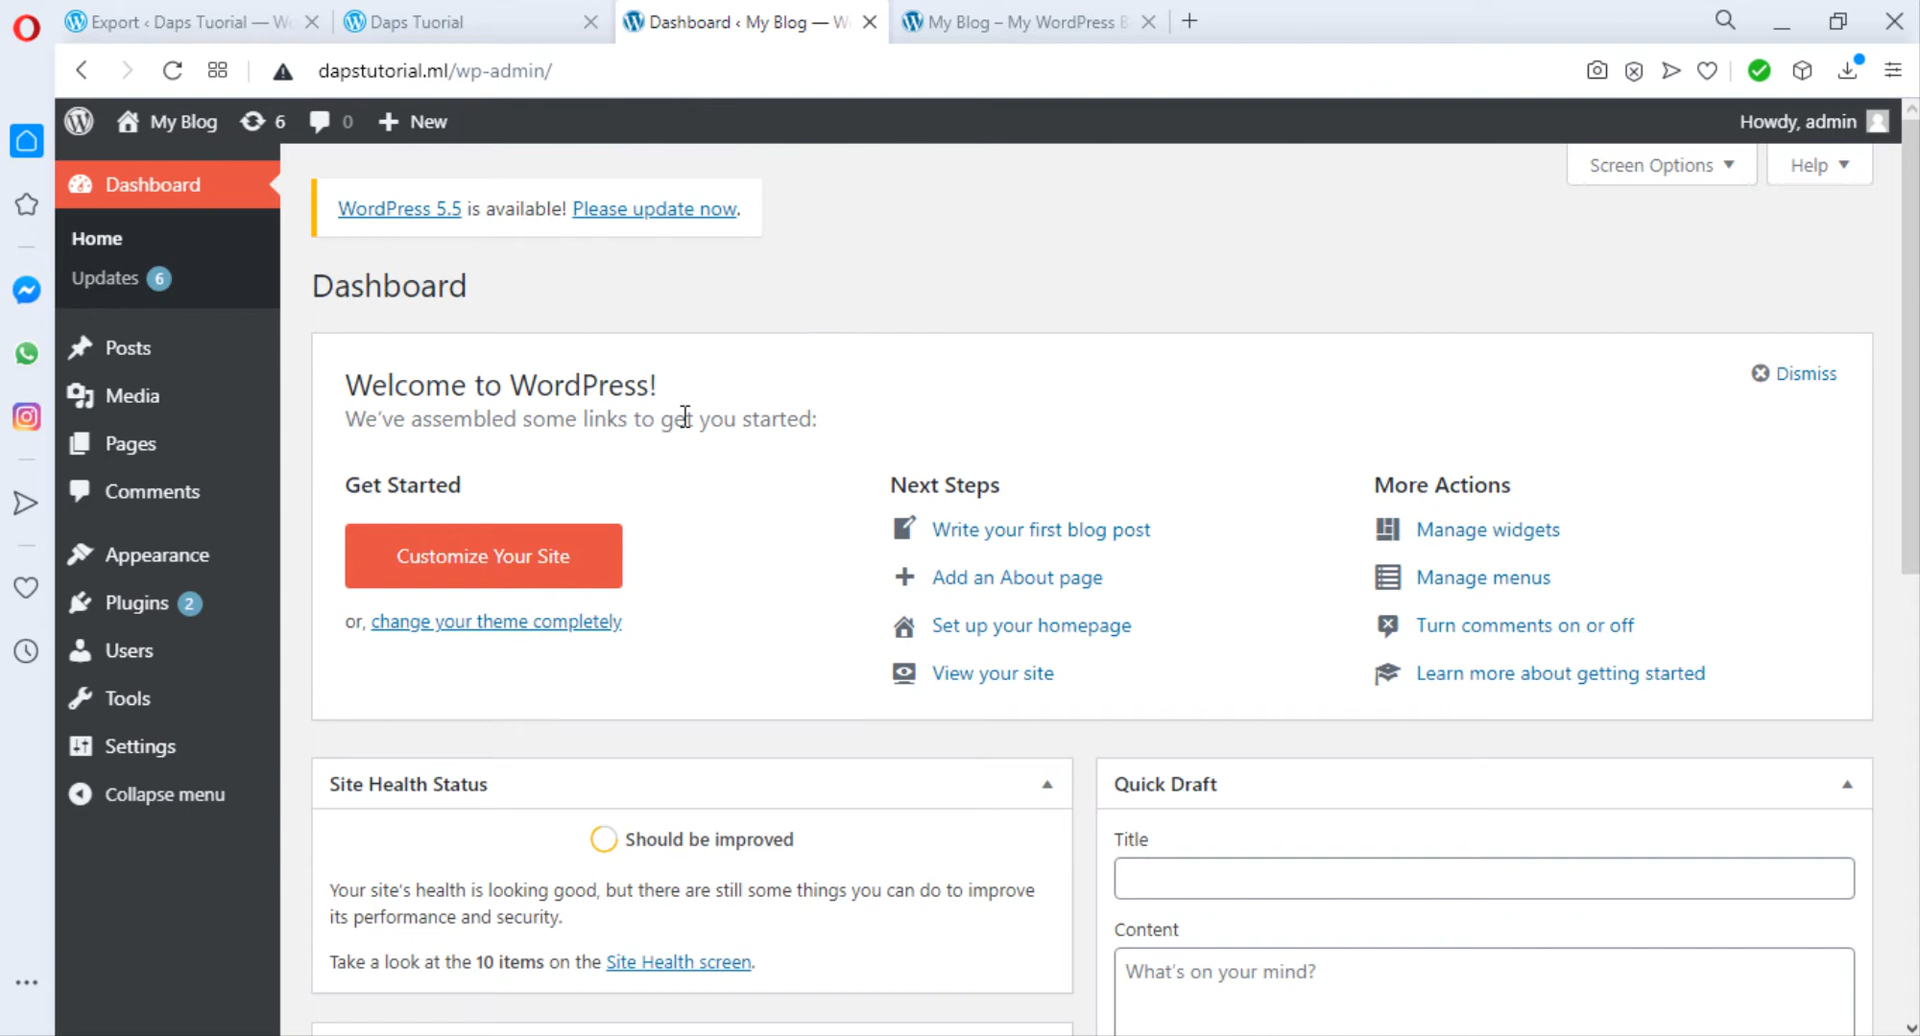 Export ‹ Daps Tuorial — W
Daps Tuorial
Dashboard ‹ My Blog — W
My Blog – My WordPress B
dapstutorial.ml/wp-admin/
My Blog
6
0
New
Howdy, admin
Screen Options
Help
Dashboard
Home
Updates 6
Posts
Media
Pages
Comments
Appearance
Plugins 2
Users
Tools
Settings
Collapse menu
WordPress 5.5 is available! Please update now.
Dashboard
Welcome to WordPress!
We've assembled some links to get you started:
Dismiss
Get Started
Customize Your Site
or, change your theme completely
Next Steps
Write your first blog post
Add an About page
Set up your homepage
View your site
More Actions
Manage widgets
Manage menus
Turn comments on or off
Learn more about getting started
Site Health Status
Should be improved
Your site's health is looking good, but there are still some things you can do to improve
its performance and security.
Take a look at the 10 items on the Site Health screen.
Quick Draft
Title
Content
What's on your mind?